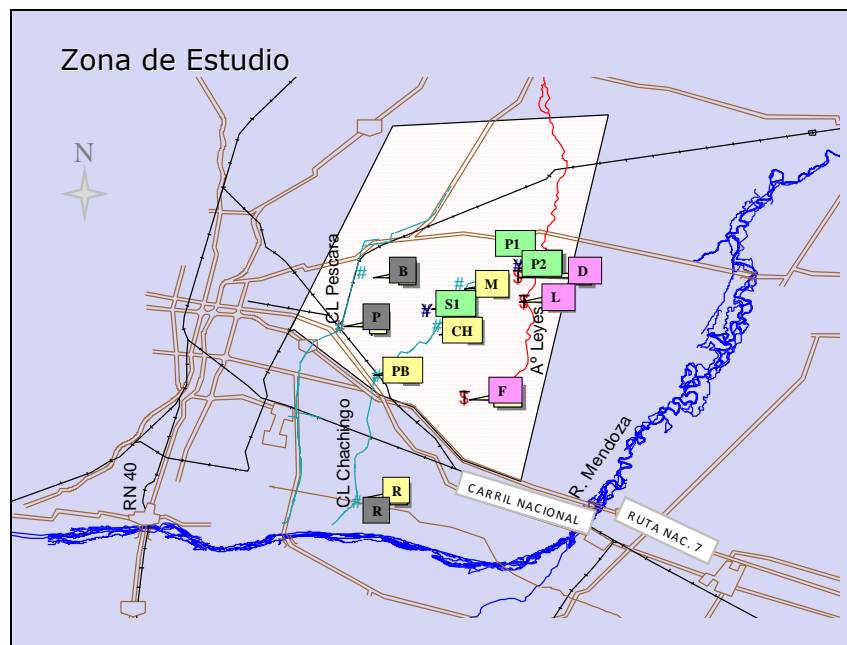 Zona de Estudio
N
P1
P2
D
B
M
L
S1
P
CH
CL Pescara
Aº Leyes
PB
F
R. Mendoza
CL Chachingo
RN 40
R
R
CARRIL NACIONAL
RUTA NAC. 7